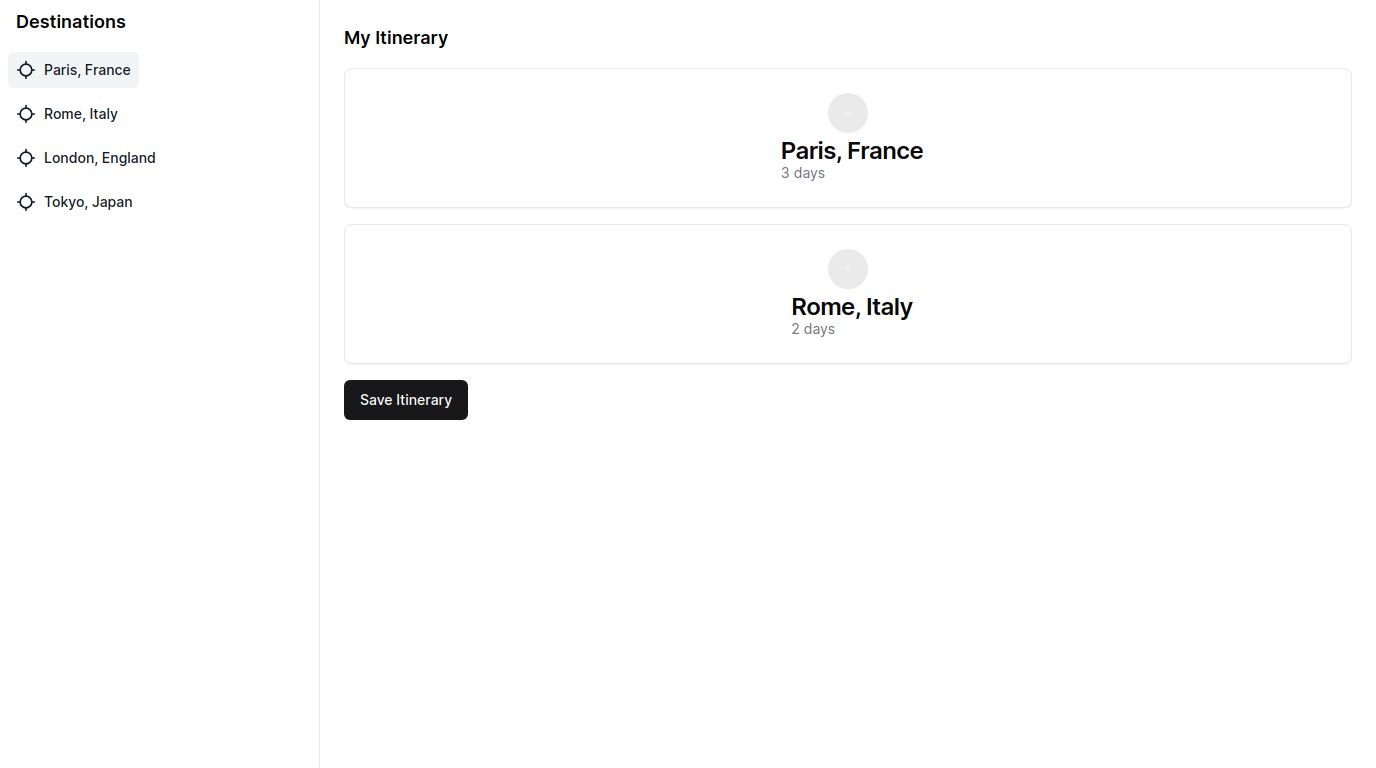 Destinations
Paris, France
Rome, Italy
London, England
Tokyo, Japan
My Itinerary
Paris, France
3 days
Rome, Italy
2 days
Save Itinerary